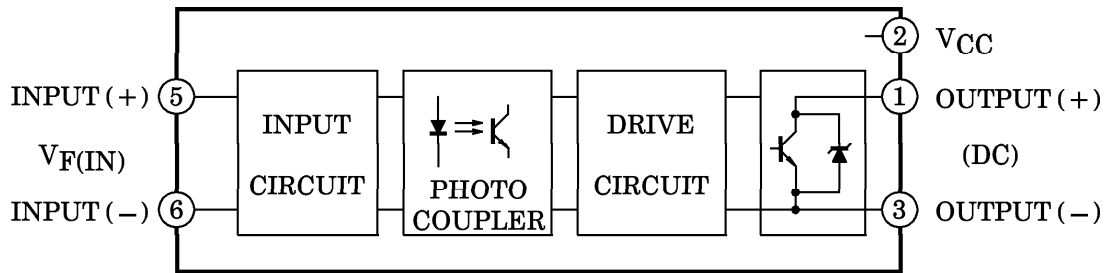 2 VCC
INPUT(+) 5
1 OUTPUT(+)
INPUT
CIRCUIT
PHOTO
COUPLER
DRIVE
CIRCUIT
VF(IN)
(DC)
INPUT(−) 6
3 OUTPUT(−)